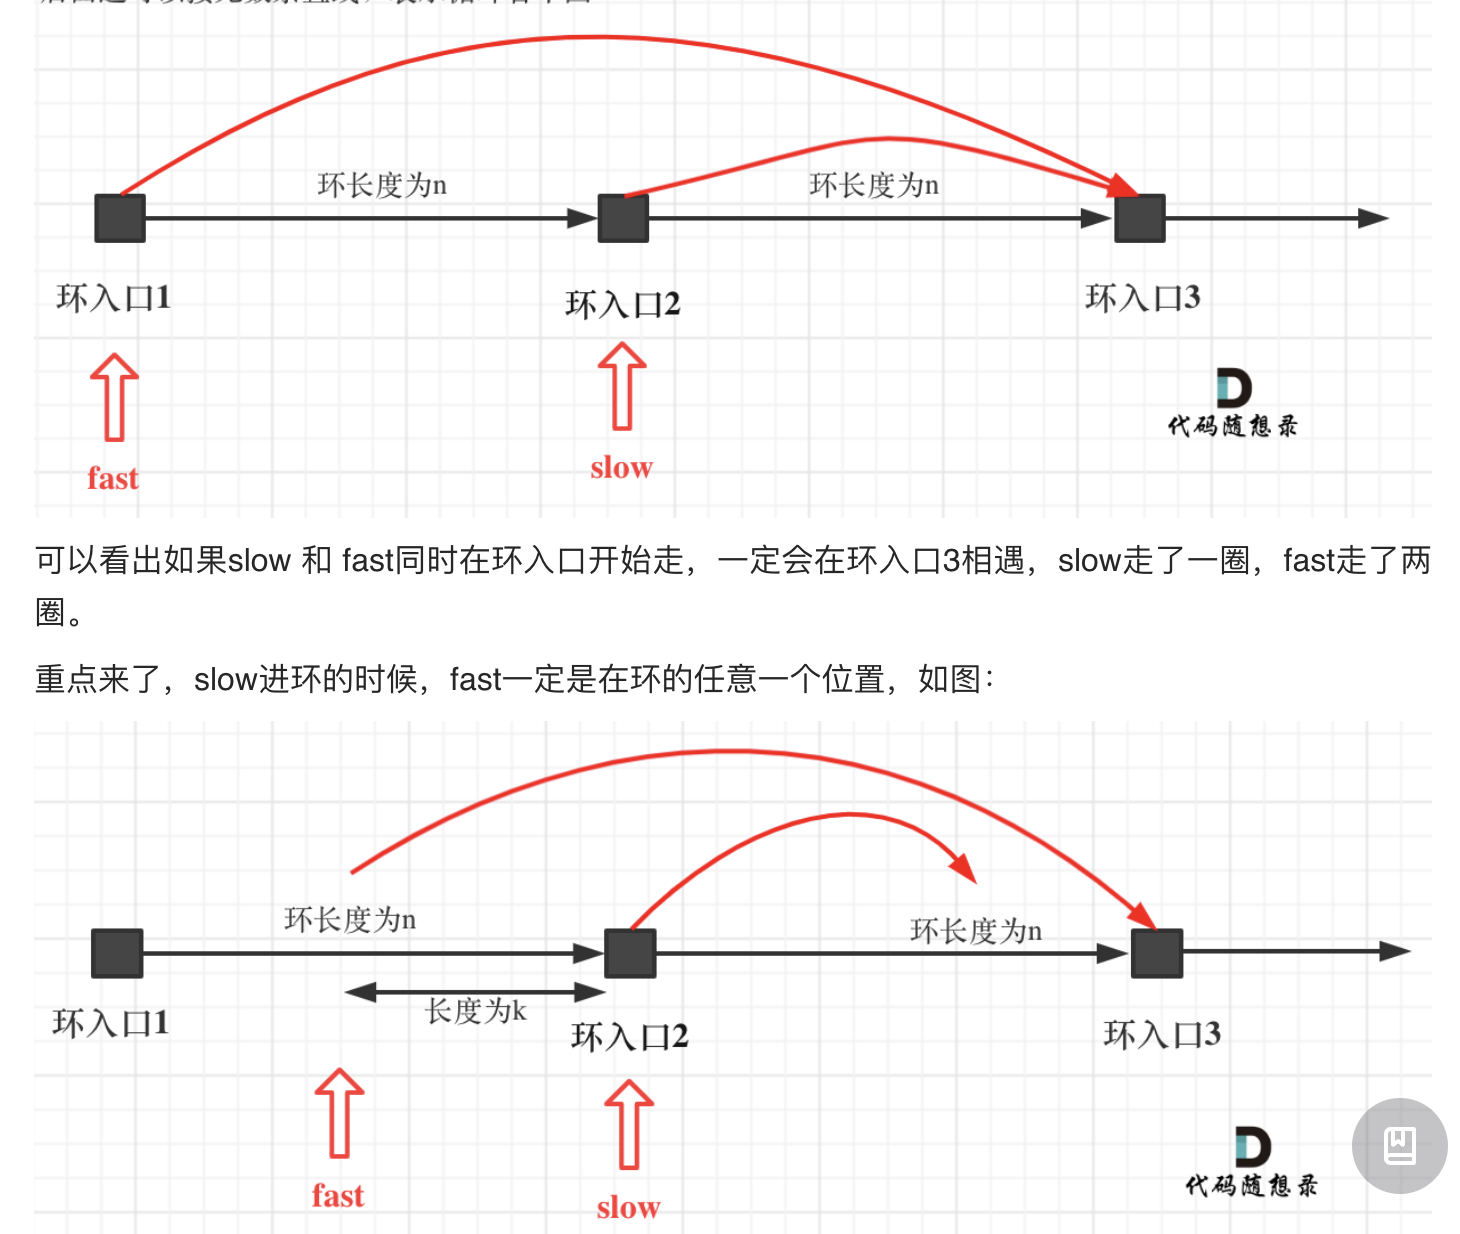 环长度为n
环长度为n
环入口1
环入口2
环入口3
fast
slow
代码随想录
可以看出如果slow 和 fast同时在环入口开始走，一定会在环入口3相遇，slow走了一圈，fast走了两
圈。
重点来了，slow进环的时候，fast一定是在环的任意一个位置，如图：
环长度为n
环长度为n
长度为k
环入口1
环入口2
环入口3
fast
slow
代码随想录